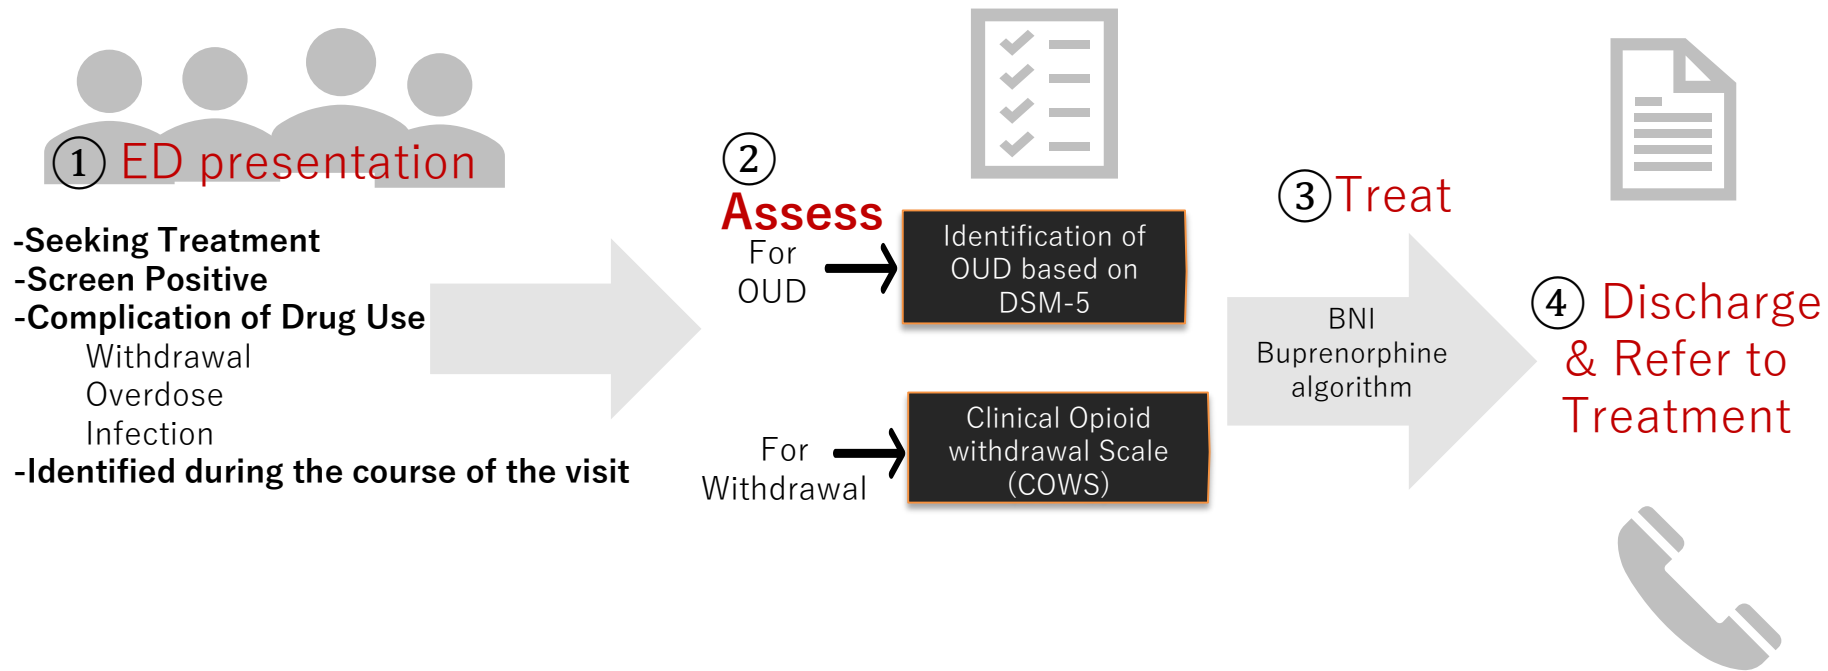 ① ED presentation
-Seeking Treatment
-Screen Positive
-Complication of Drug Use
Withdrawal
Overdose
Infection
-Identified during the course of the visit
②
Assess
For
OUD
Identification of
OUD based on
DSM-5
For
Withdrawal
Clinical Opioid
withdrawal Scale
(COWS)
③Treat
BNI
Buprenorphine
algorithm
④ Discharge
& Refer to
Treatment